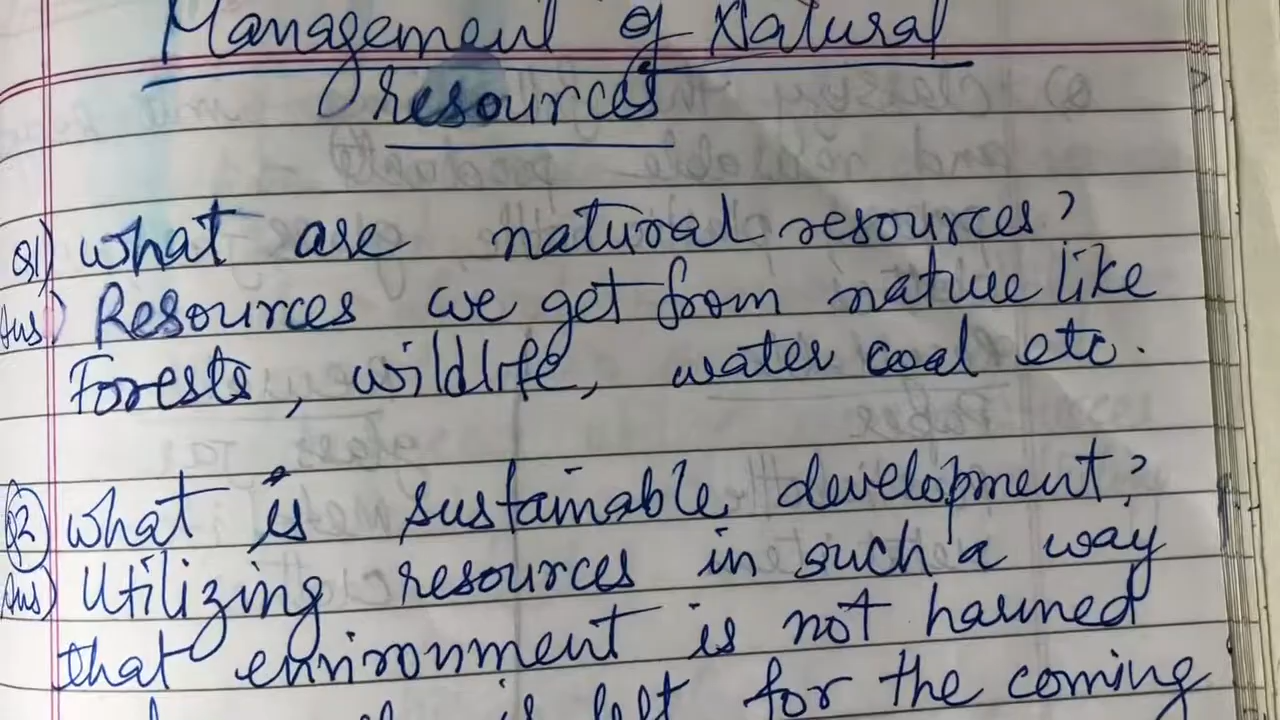 Management of Natural
Resources
Q1) What are natural resources?
Ans) Resources we get from nature like
Forests, wildlife, water coal etc.
Q2) What is sustainable development?
Ans) Utilizing resources in such a way
that environment is not harmed
is left for the coming